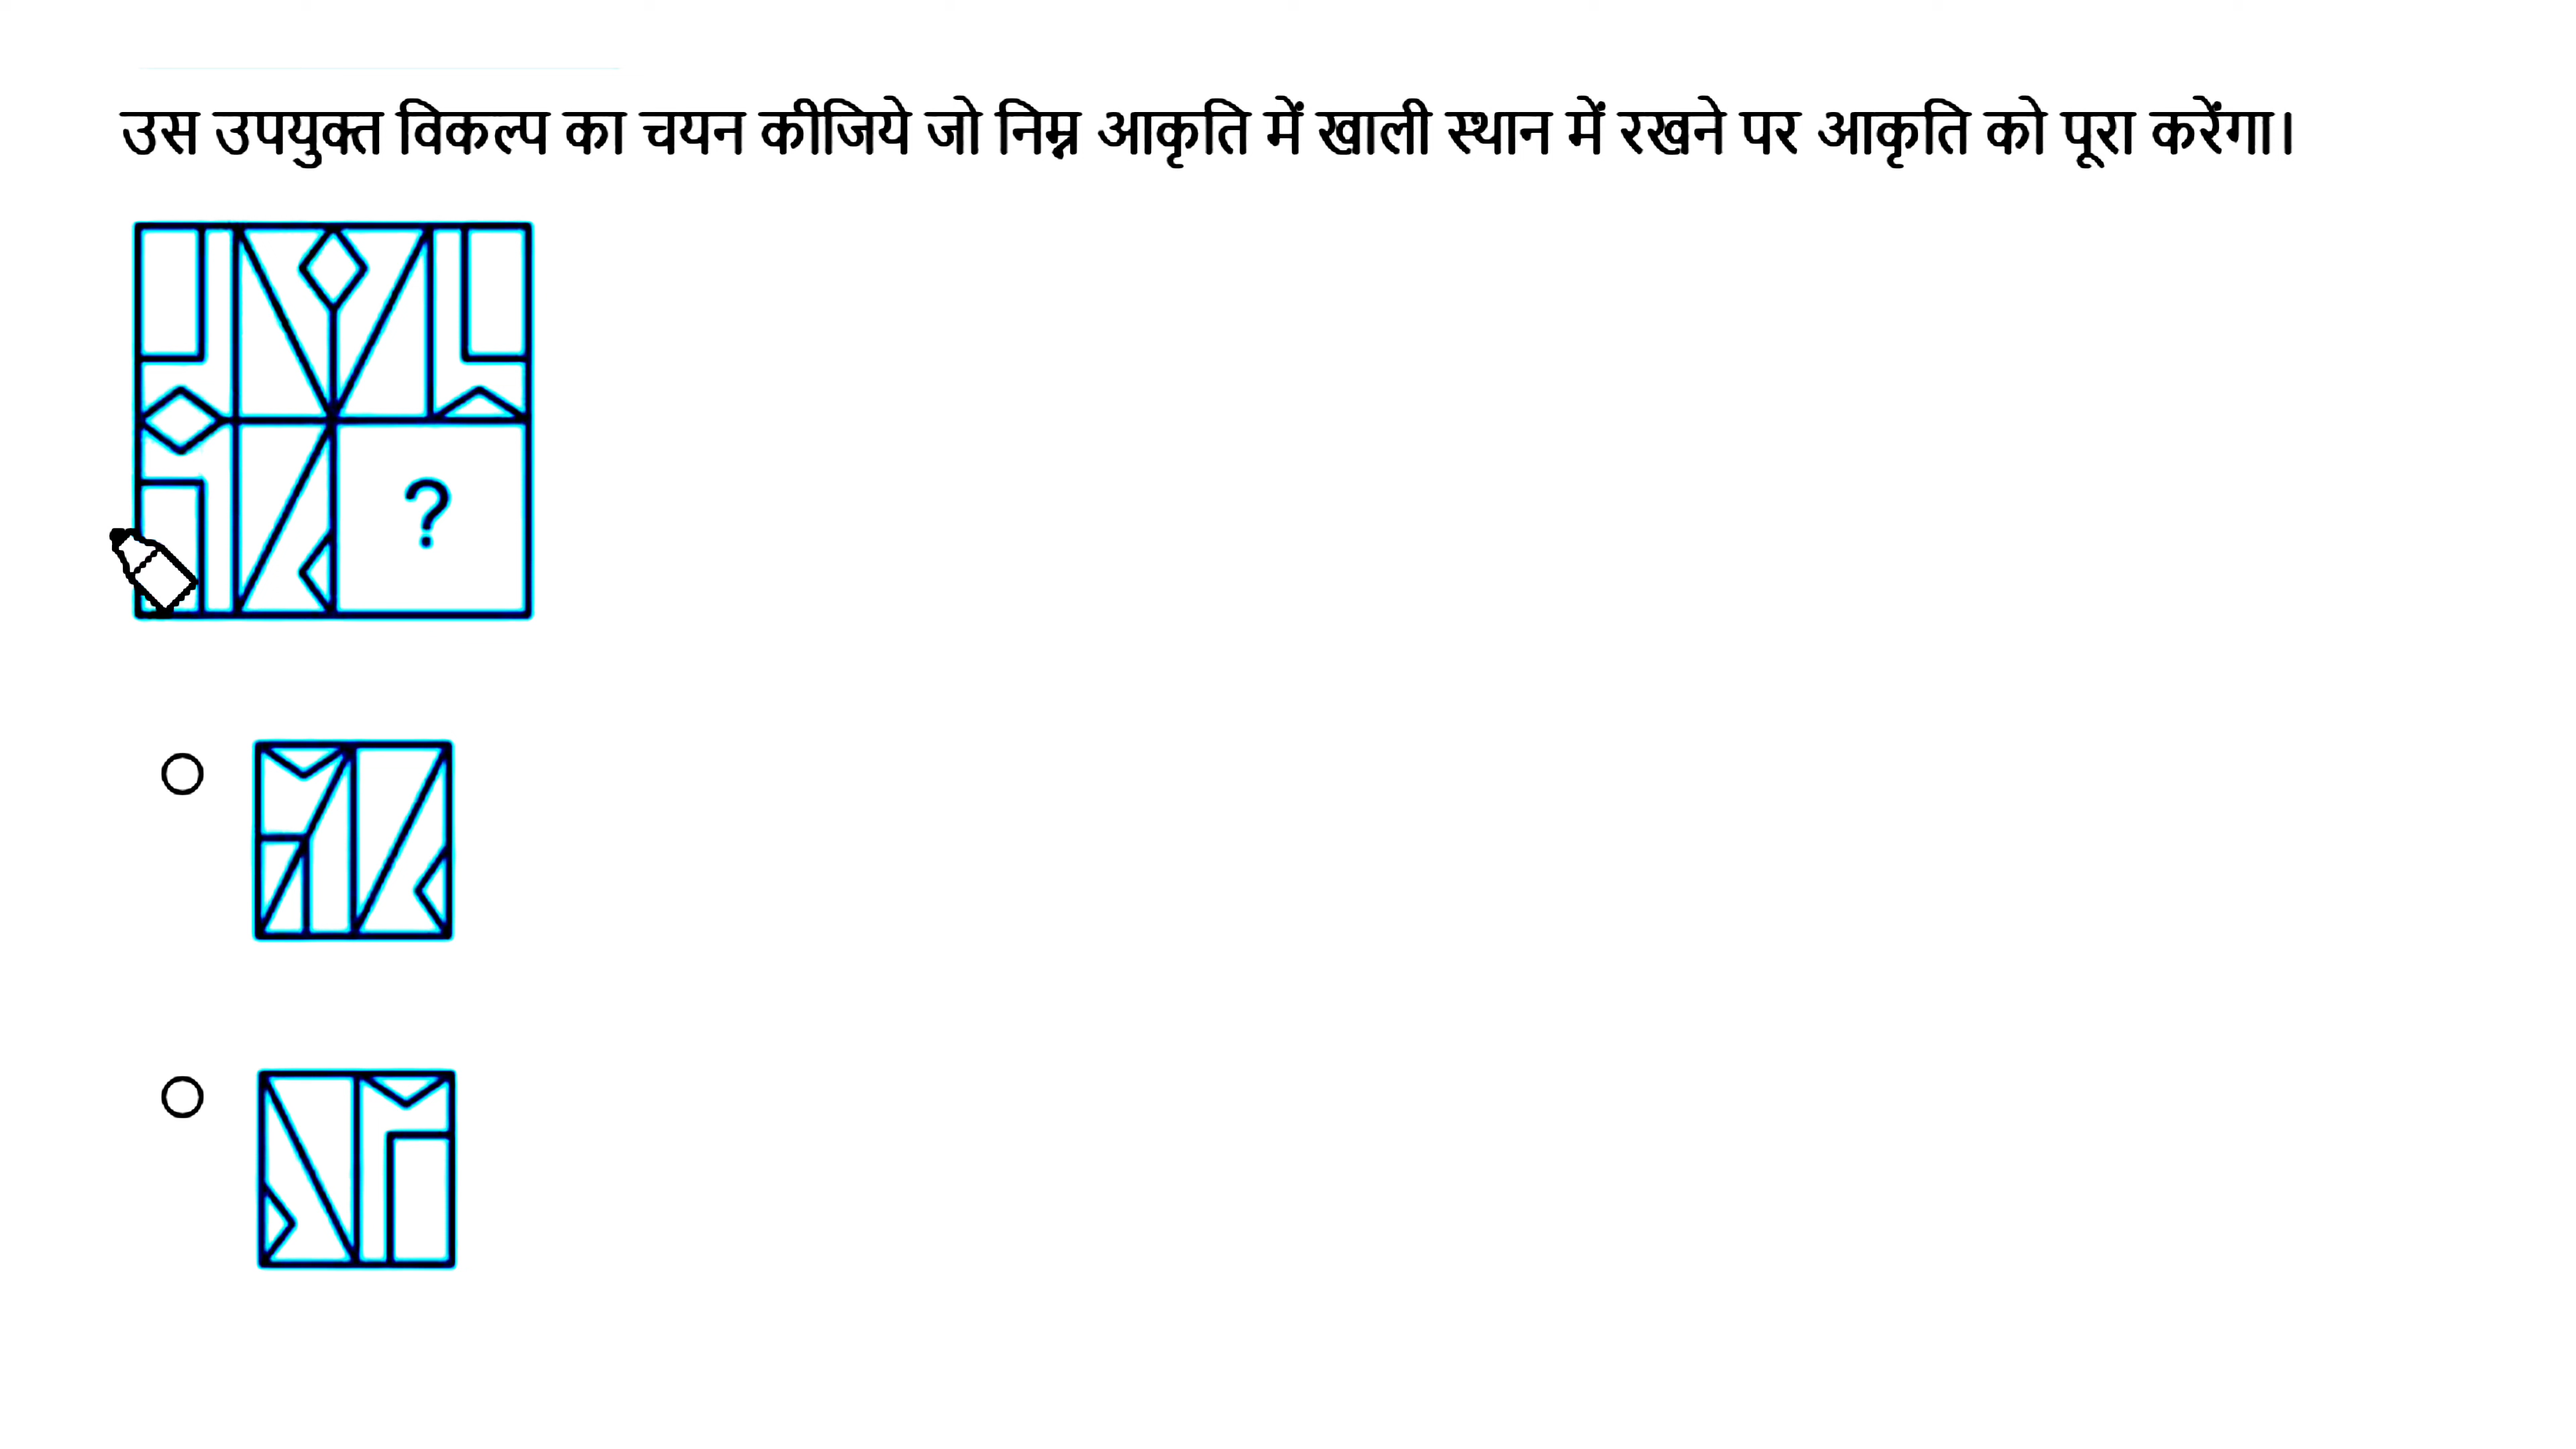 उस उपयुक्त विकल्प का चयन कीजिये जो निम्न आकृति में खाली स्थान में रखने पर आकृति को पूरा करेंगा।
?